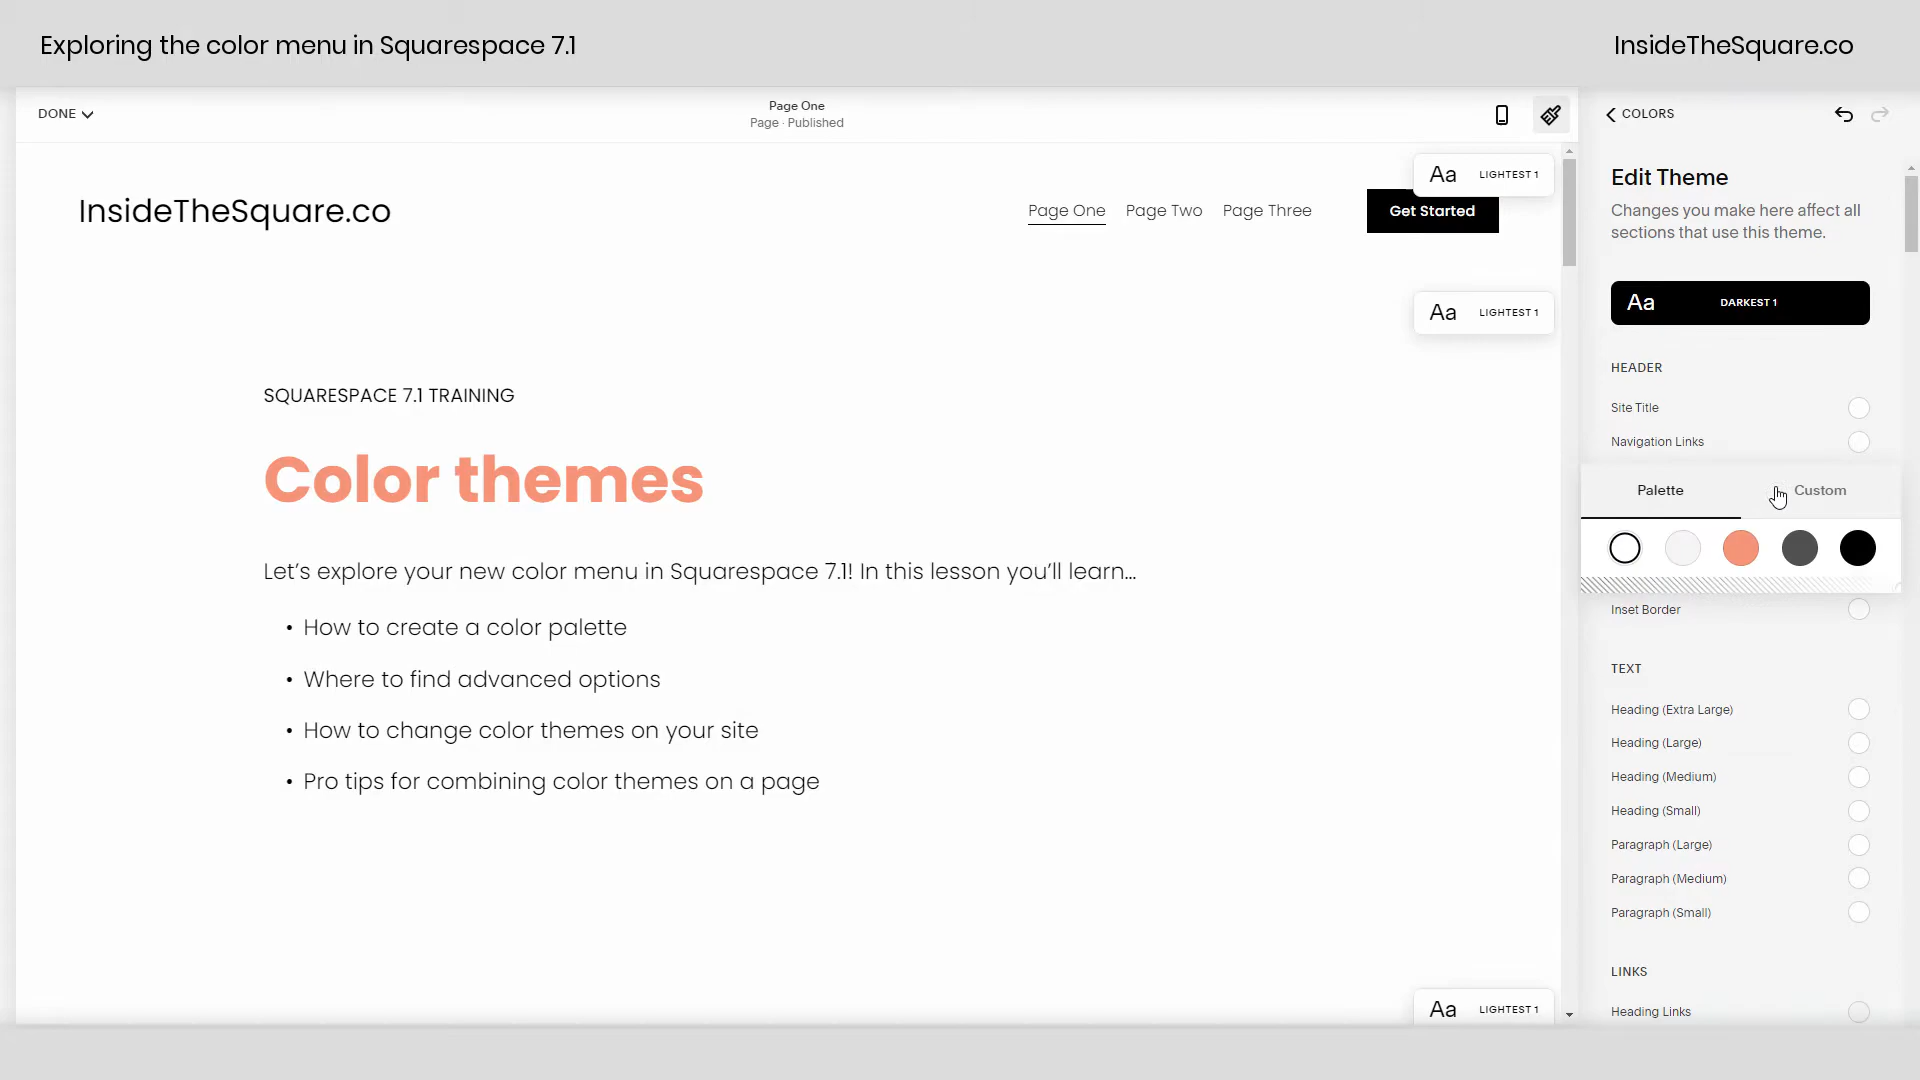 Exploring the color menu in Squarespace 7.1
InsideTheSquare.co
DONE
Page One
Page · Published
COLORS
Aa LIGHTEST 1
InsideTheSquare.co
Page One Page Two Page Three
Get Started
Aa LIGHTEST 1
SQUARESPACE 7.1 TRAINING
Color themes
Let’s explore your new color menu in Squarespace 7.1! In this lesson you’ll learn...
• How to create a color palette
• Where to find advanced options
• How to change color themes on your site
• Pro tips for combining color themes on a page
Aa LIGHTEST 1
Edit Theme
Changes you make here affect all
sections that use this theme.
Aa DARKEST 1
HEADER
Site Title
Navigation Links
Palette Custom
Inset Border
TEXT
Heading (Extra Large)
Heading (Large)
Heading (Medium)
Heading (Small)
Paragraph (Large)
Paragraph (Medium)
Paragraph (Small)
LINKS
Heading Links